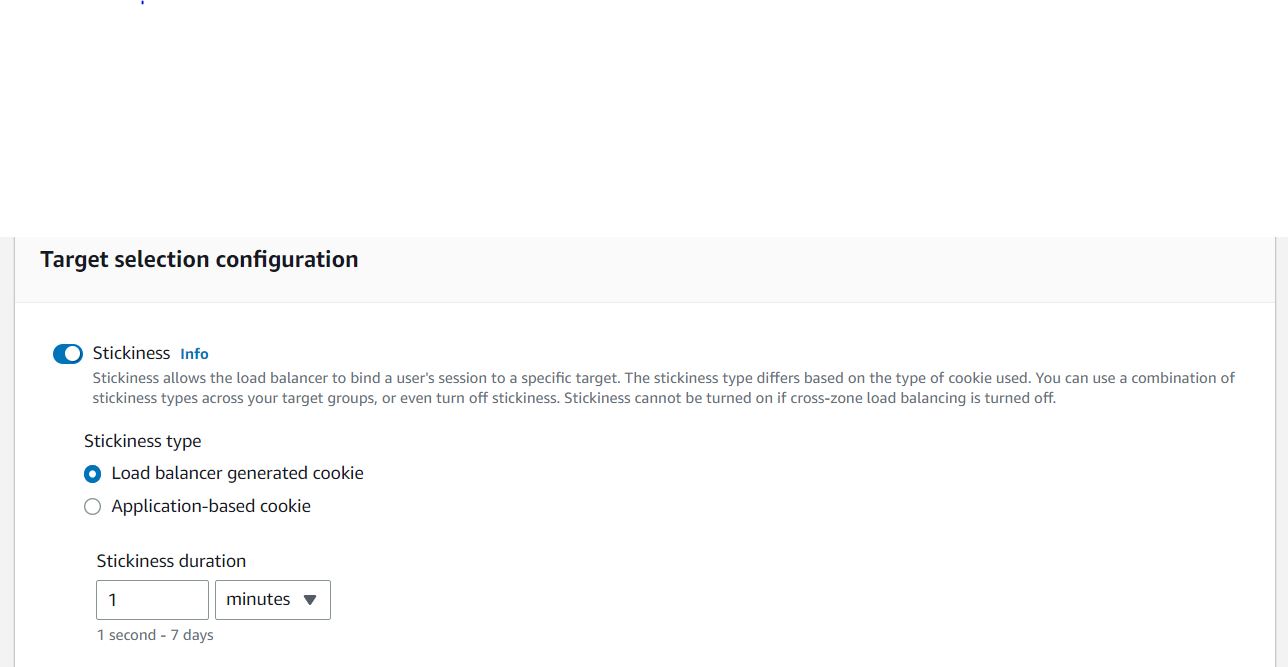 Target selection configuration
Stickiness Info
Stickiness allows the load balancer to bind a user's session to a specific target. The stickiness type differs based on the type of cookie used. You can use a combination of
stickiness types across your target groups, or even turn off stickiness. Stickiness cannot be turned on if cross-zone load balancing is turned off.
Stickiness type
Load balancer generated cookie
Application-based cookie
Stickiness duration
1 minutes
1 second - 7 days